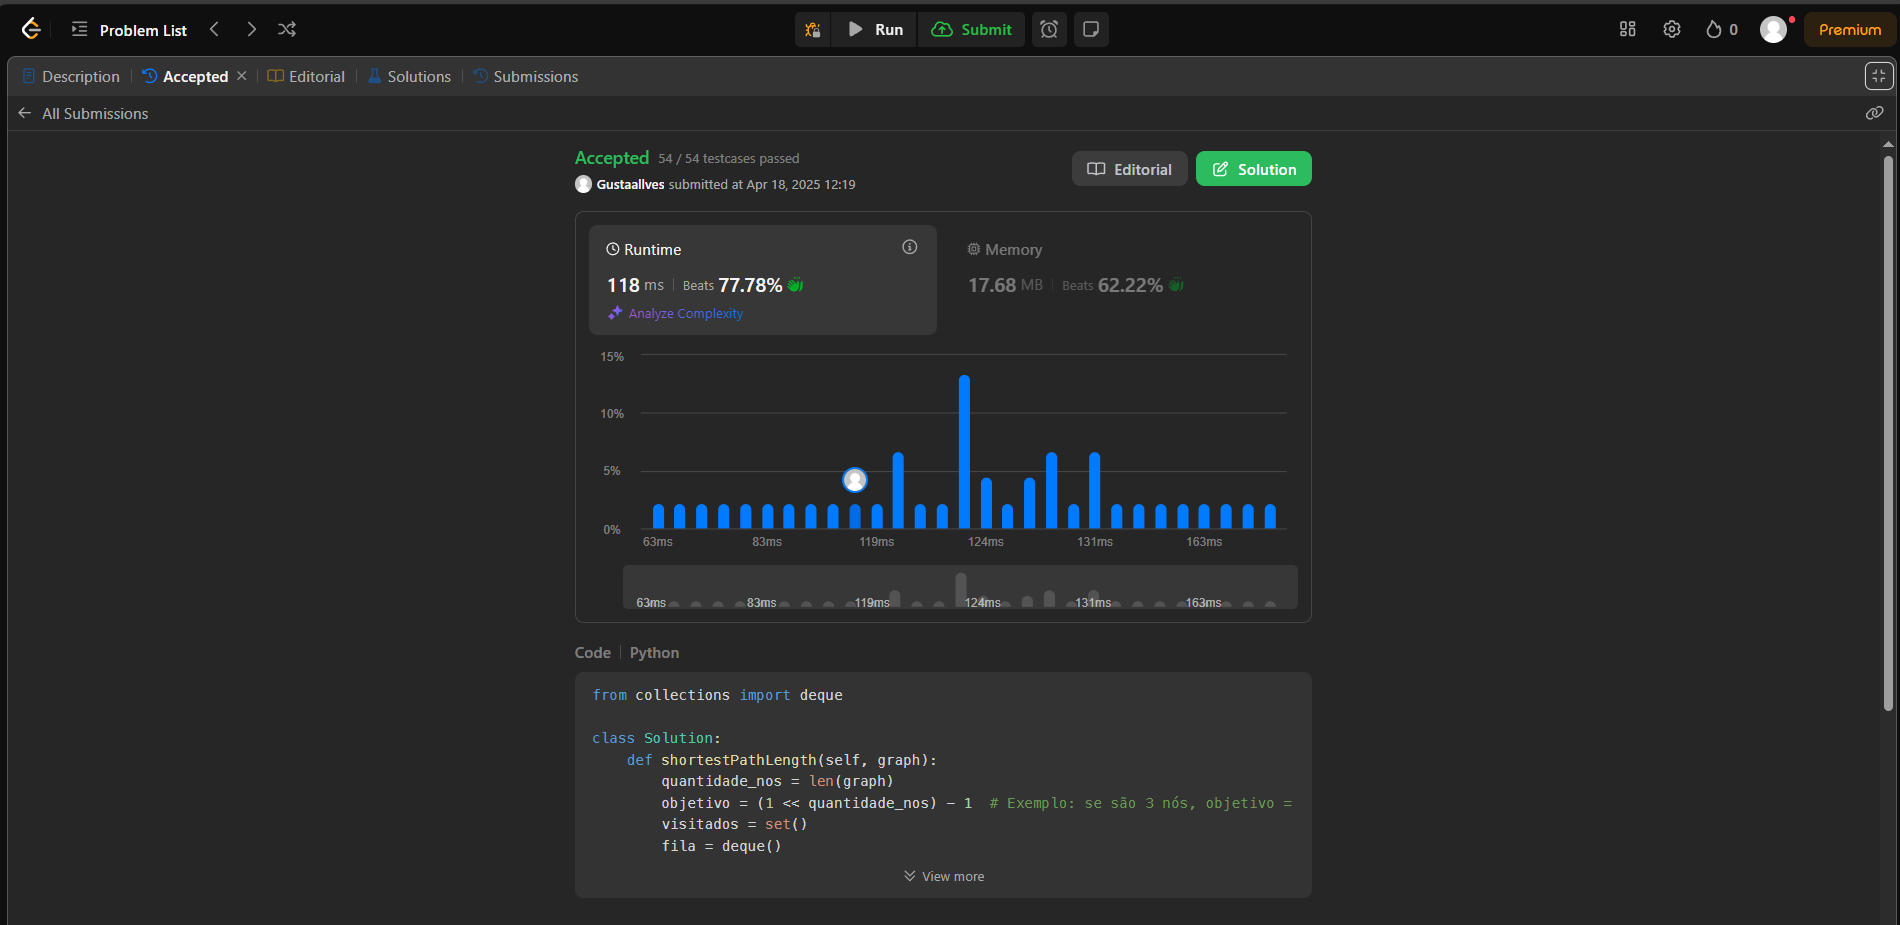 Problem List
Run
Submit
0
Premium
Description
Accepted
Editorial
Solutions
Submissions
All Submissions
Accepted 54 / 54 testcases passed
Gustaallves submitted at Apr 18, 2025 12:19
Editorial
Solution
Runtime
118 ms | Beats 77.78%
Analyze Complexity
Memory
17.68 MB | Beats 62.22%
15%
10%
5%
0%
63ms 83ms 119ms 124ms 131ms 163ms
63ms 83ms 119ms 124ms 131ms 163ms
Code | Python
from collections import deque
class Solution:
def shortestPathLength(self, graph):
quantidade_nos = len(graph)
objetivo = (1 << quantidade_nos) - 1  # Exemplo: se são 3 nós, objetivo =
visitados = set()
fila = deque()
View more